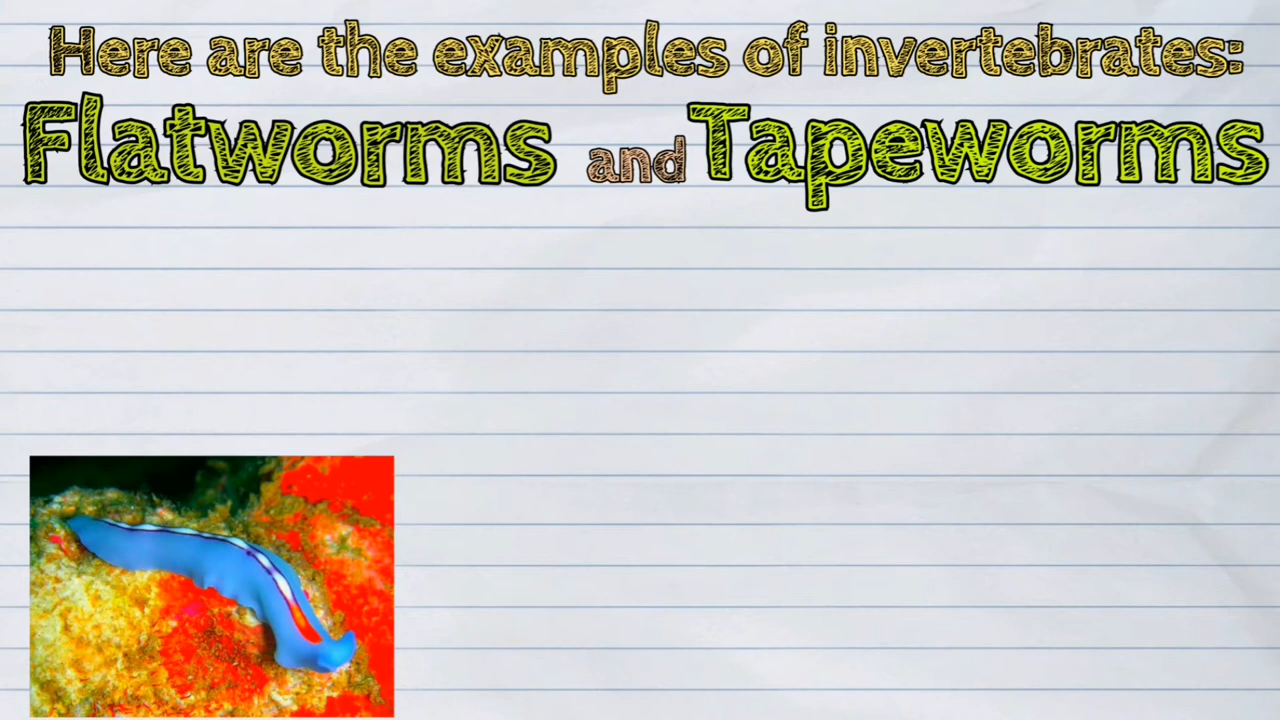 Here are the examples of invertebrates:
Flatworms and Tapeworms